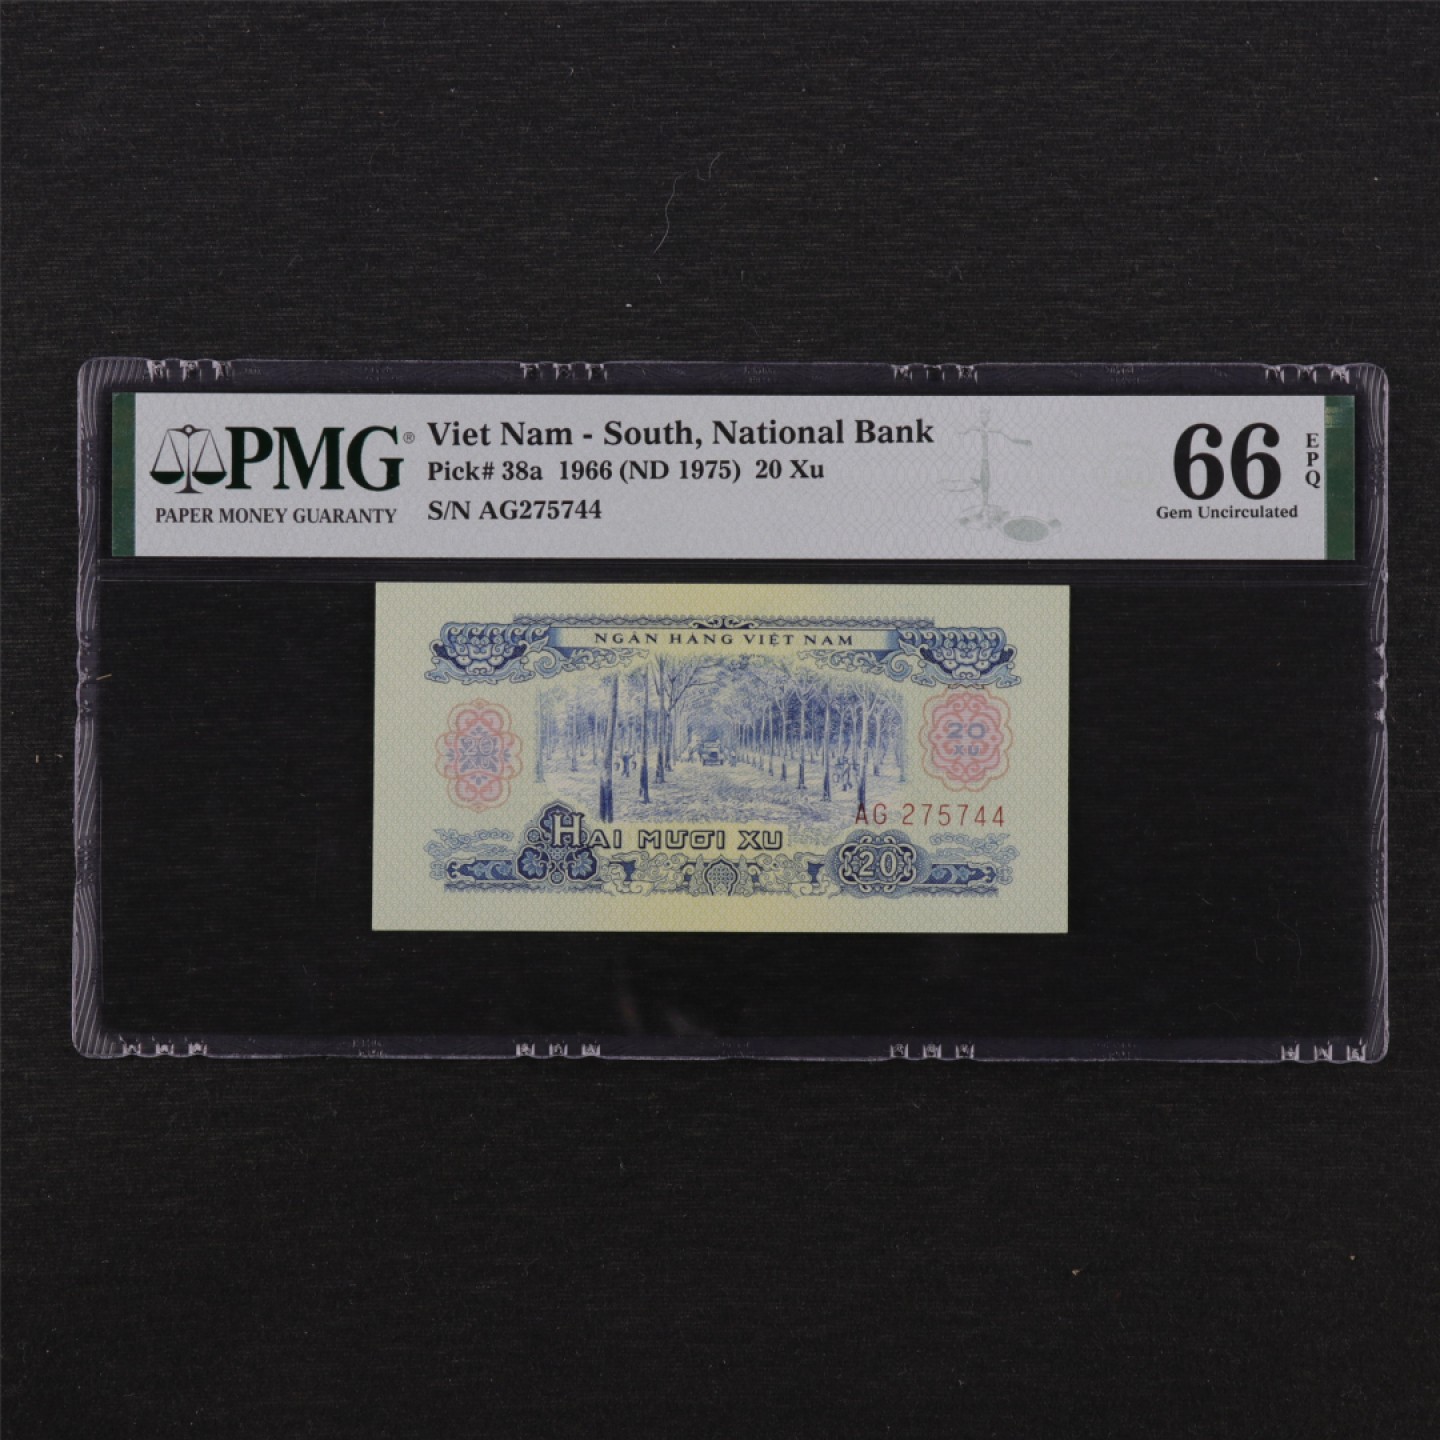 PMG®
PAPER MONEY GUARANTY
Viet Nam - South, National Bank
Pick# 38a 1966 (ND 1975) 20 Xu
S/N AG275744
66
EPQ
Gem Uncirculated
NGÂN HÀNG VIỆT NAM
20
XU
AG 275744
HAI MƯƠI XU
20